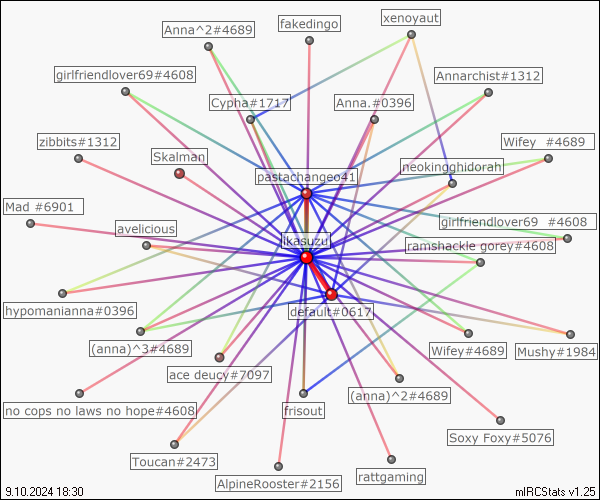 xenoyaut
Anna^2#4689
fakedingo
girlfriendlover69#4608
Annarchist#1312
Cypha#1717
Anna.#0396
zibbits#1312
Wifey  #4689
Skalman
neokingghidorah
pastachangeo41
Mad #6901
avelicious
girlfriendlover69  #4608
ikasuzu
ramshackle gorey#4608
hypomanianna#0396
default#0617
(anna)^3#4689
Wifey#4689
Mushy#1984
ace deucy#7097
(anna)^2#4689
no cops no laws no hope#4608
frisout
Soxy Foxy#5076
Toucan#2473
AlpineRooster#2156
rattgaming
9.10.2024 18:30
mIRCStats v1.25